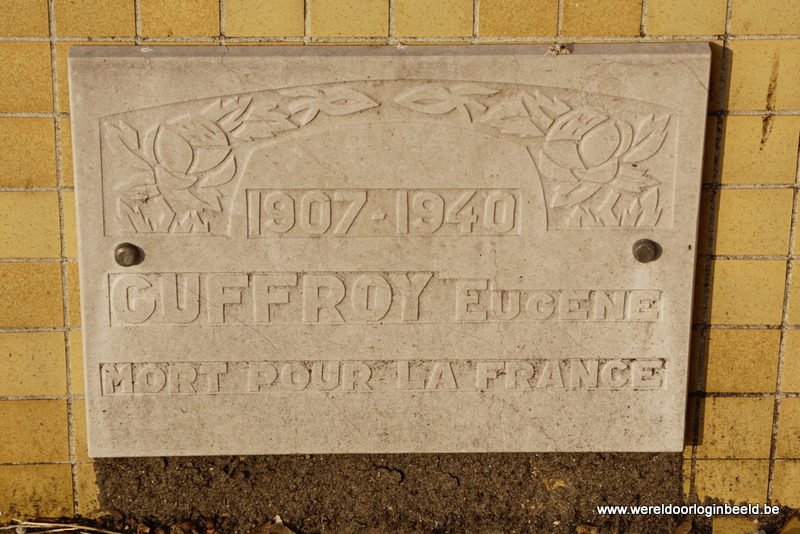 1907-1940
GUFFROY EUGENE
MORT POUR LA FRANCE
www.wereldoorloginbeeld.be